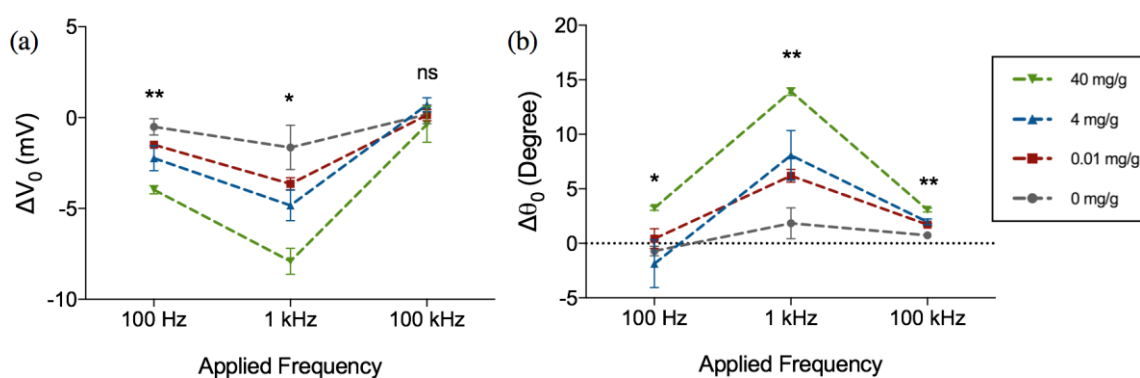 (a)
ΔV0 (mV)
5
0
-5
-10
**
*
ns
100 Hz
1 kHz
100 kHz
Applied Frequency
(b)
Δθ0 (Degree)
20
15
10
5
0
-5
*
**
**
100 Hz
1 kHz
100 kHz
Applied Frequency
40 mg/g
4 mg/g
0.01 mg/g
0 mg/g